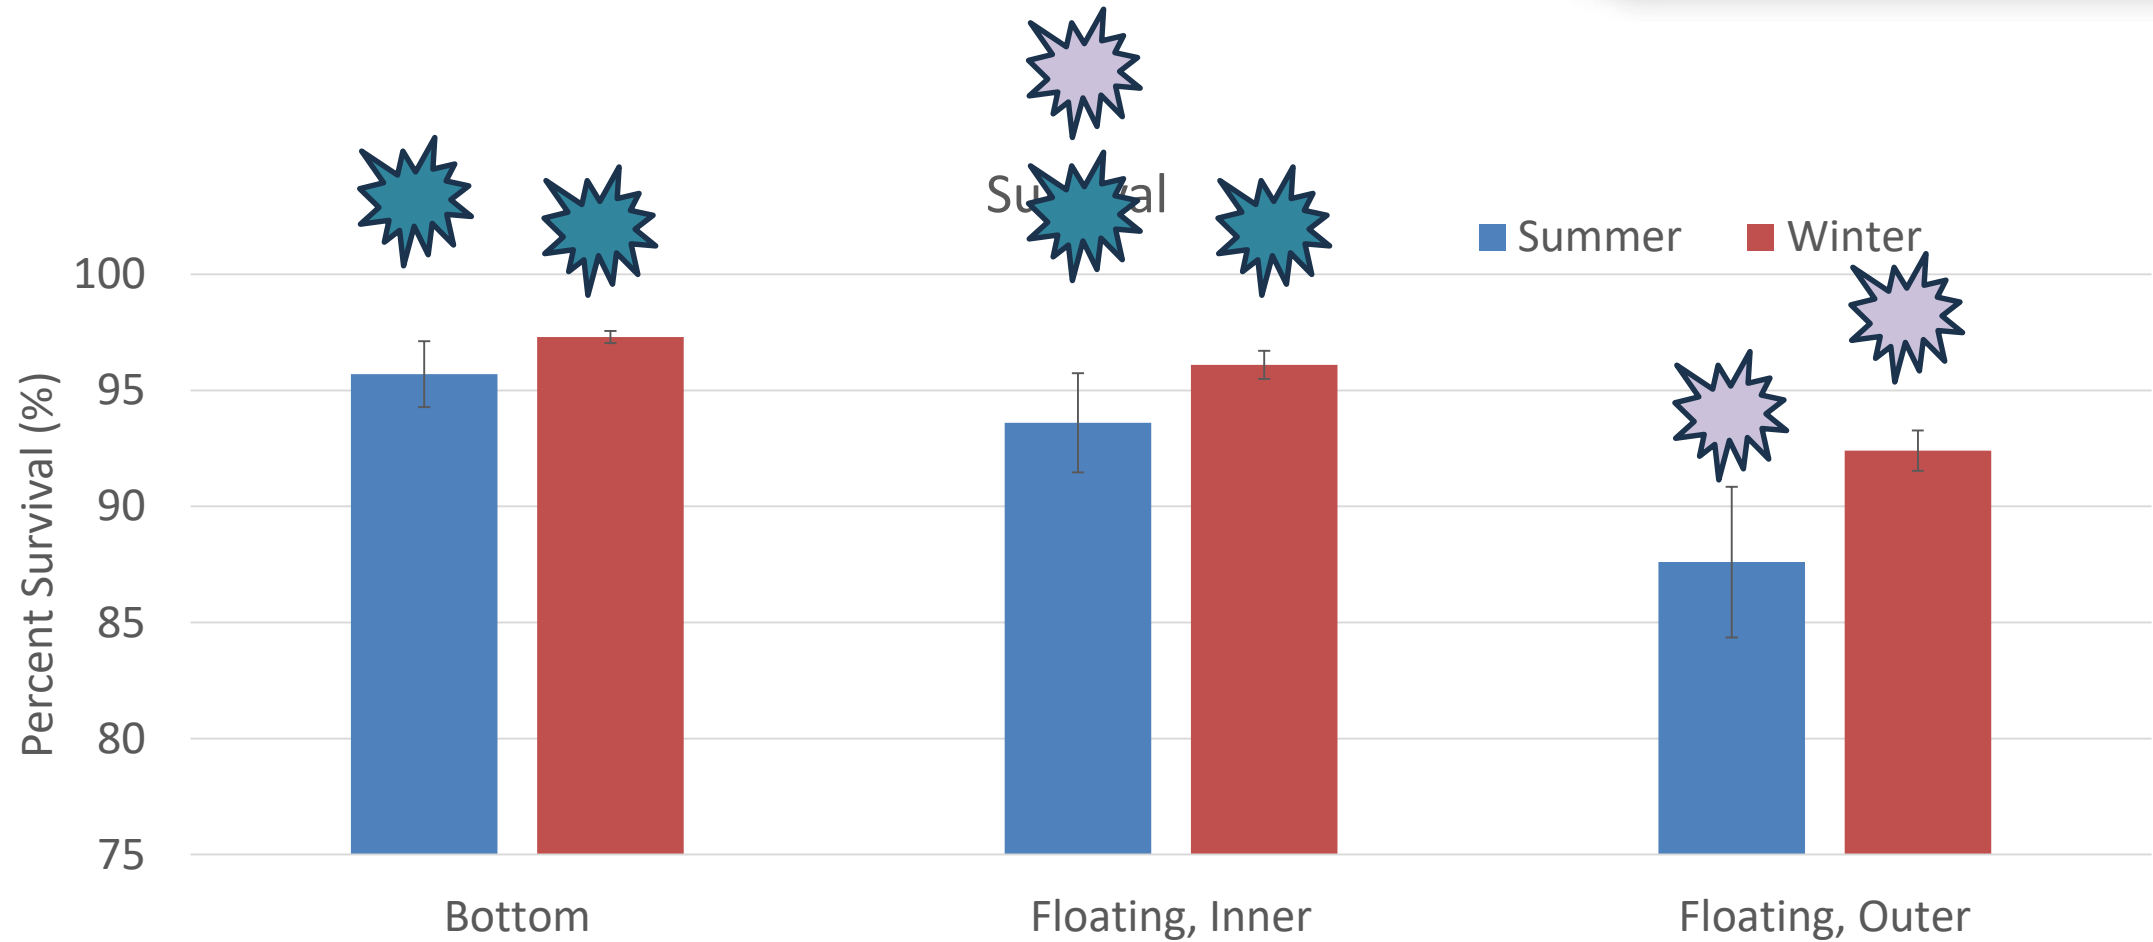 Summer
Winter
100
95
90
85
80
75
Percent Survival (%)
Bottom
Floating, Inner
Floating, Outer